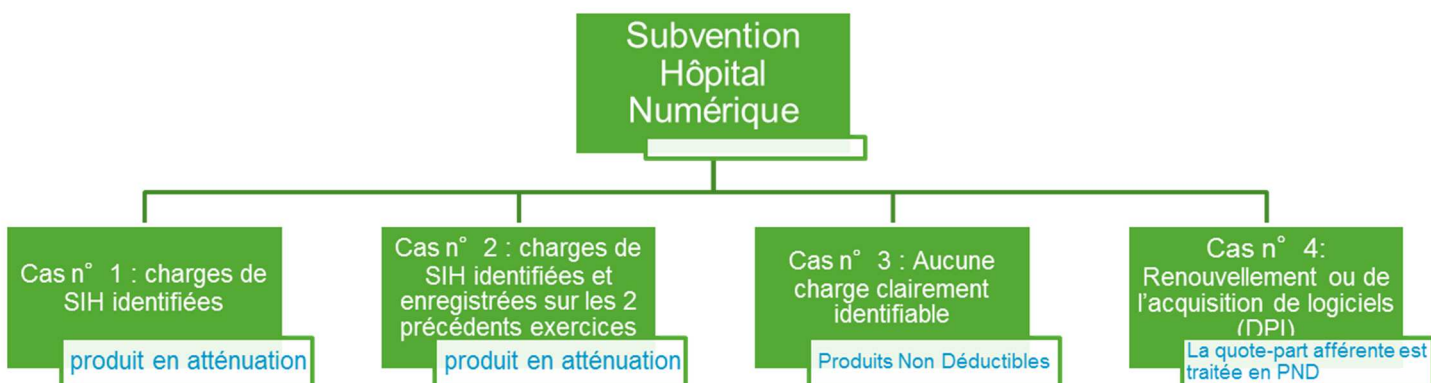 Subvention
Hôpital
Numérique
Cas n° 1 : charges de
SIH identifiées
produit en atténuation
Cas n° 2 : charges de
SIH identifiées et
enregistrées sur les 2
précédents exercices
produit en atténuation
Cas n° 3 : Aucune
charge clairement
identifiable
Produits Non Déductibles
Cas n° 4:
Renouvellement ou de
l'acquisition de logiciels
(DPI)
La quote-part afférente est
traitée en PND